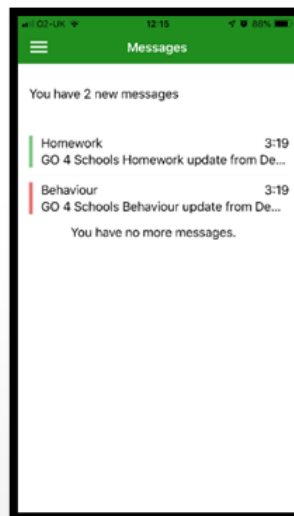 O2-UK 12:15 88%
Messages
You have 2 new messages
Homework 3:19
GO 4 Schools Homework update from De...
Behaviour 3:19
GO 4 Schools Behaviour update from De...
You have no more messages.